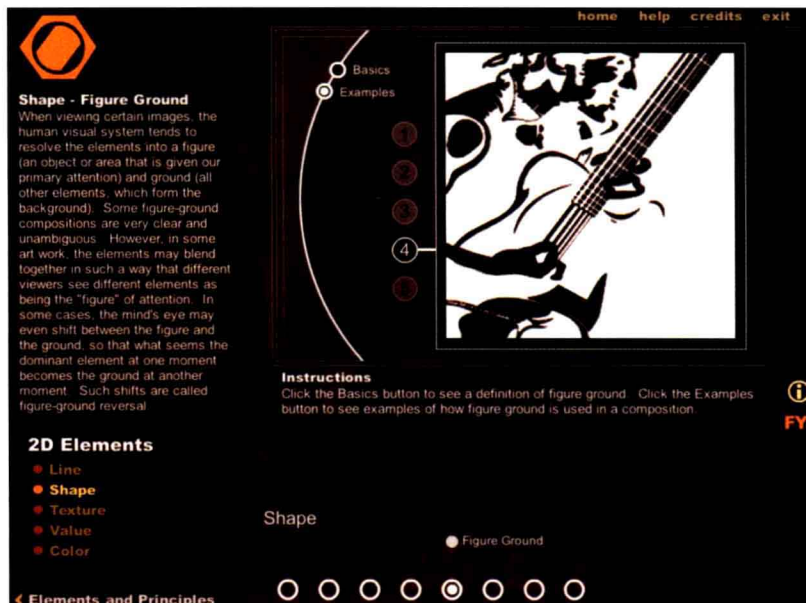 home help credits exit
Basics
Examples
Shape - Figure Ground
When viewing certain images, the
human visual system tends to
resolve the elements into a figure
(an object or area that is given our
primary attention) and ground (all
other elements, which form the
background). Some figure-ground
compositions are very clear and
unambiguous. However, in some
art work, the elements may blend
together in such a way that different
viewers see different elements as
being the "figure" of attention. In
some cases, the mind's eye may
even shift between the figure and
the ground, so that what seems the
dominant element at one moment
becomes the ground at another
moment. Such shifts are called
figure-ground reversal
1
2
3
4
5
Instructions
Click the Basics button to see a definition of figure ground. Click the Examples
button to see examples of how figure ground is used in a composition.
i
FY
2D Elements
Line
Shape
Texture
Value
Color
Shape
Figure Ground
< Elements and Principles